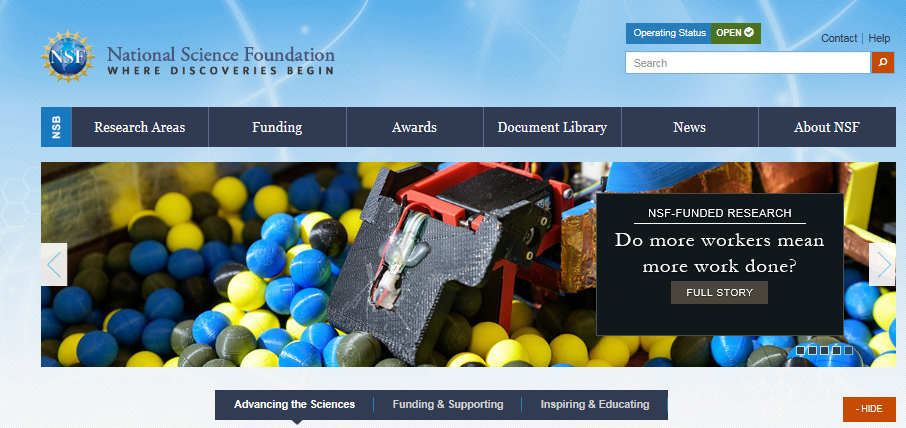 NSF
National Science Foundation
WHERE DISCOVERIES BEGIN
Operating Status OPEN
Contact | Help
Search
NSB
Research Areas Funding Awards Document Library News About NSF
NSF-FUNDED RESEARCH
Do more workers mean
more work done?
FULL STORY
Advancing the Sciences | Funding & Supporting | Inspiring & Educating
- HIDE